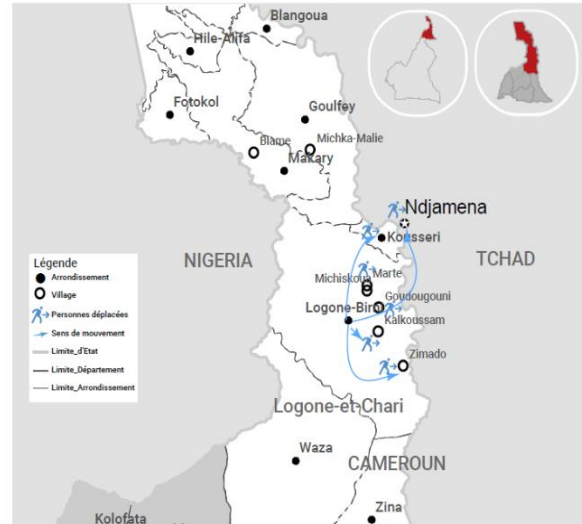 Blangoua
Hile-Alifa
Fotokol
Goulfey
Blame
Michka-Malie
Makary
Ndjamena
Kousseri
NIGERIA
TCHAD
Légende
Arrondissement
Village
Personnes déplacées
Sens de mouvement
Limite_d'Etat
Limite_Département
Limite_Arrondissement
Marte
Michiskoua
Goudougouni
Logone-Birni
Kalkoussam
Zimado
Logone-et-Chari
Waza
CAMEROUN
Kolofata
Zina